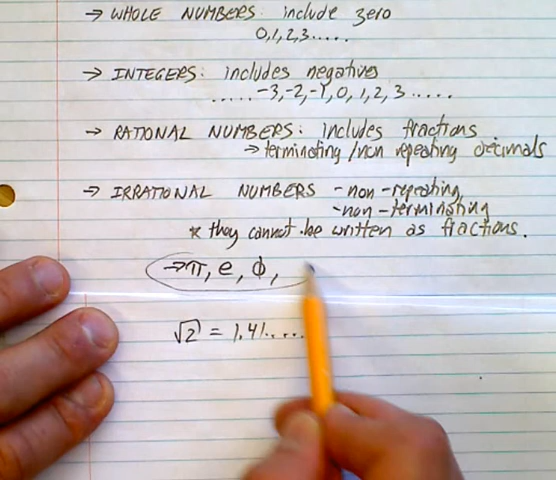 → WHOLE NUMBERS: include zero
0,1,2,3.....
→ INTEGERS: includes negatives
..... -3,-2,-1,0,1,2,3.....
→ RATIONAL NUMBERS: includes fractions
→ terminating/non repeating decimals
→ IRRATIONAL NUMBERS -non-repeating
-non-terminating
* they cannot be written as fractions.
→π, e, ϕ,
√2 = 1.41.....